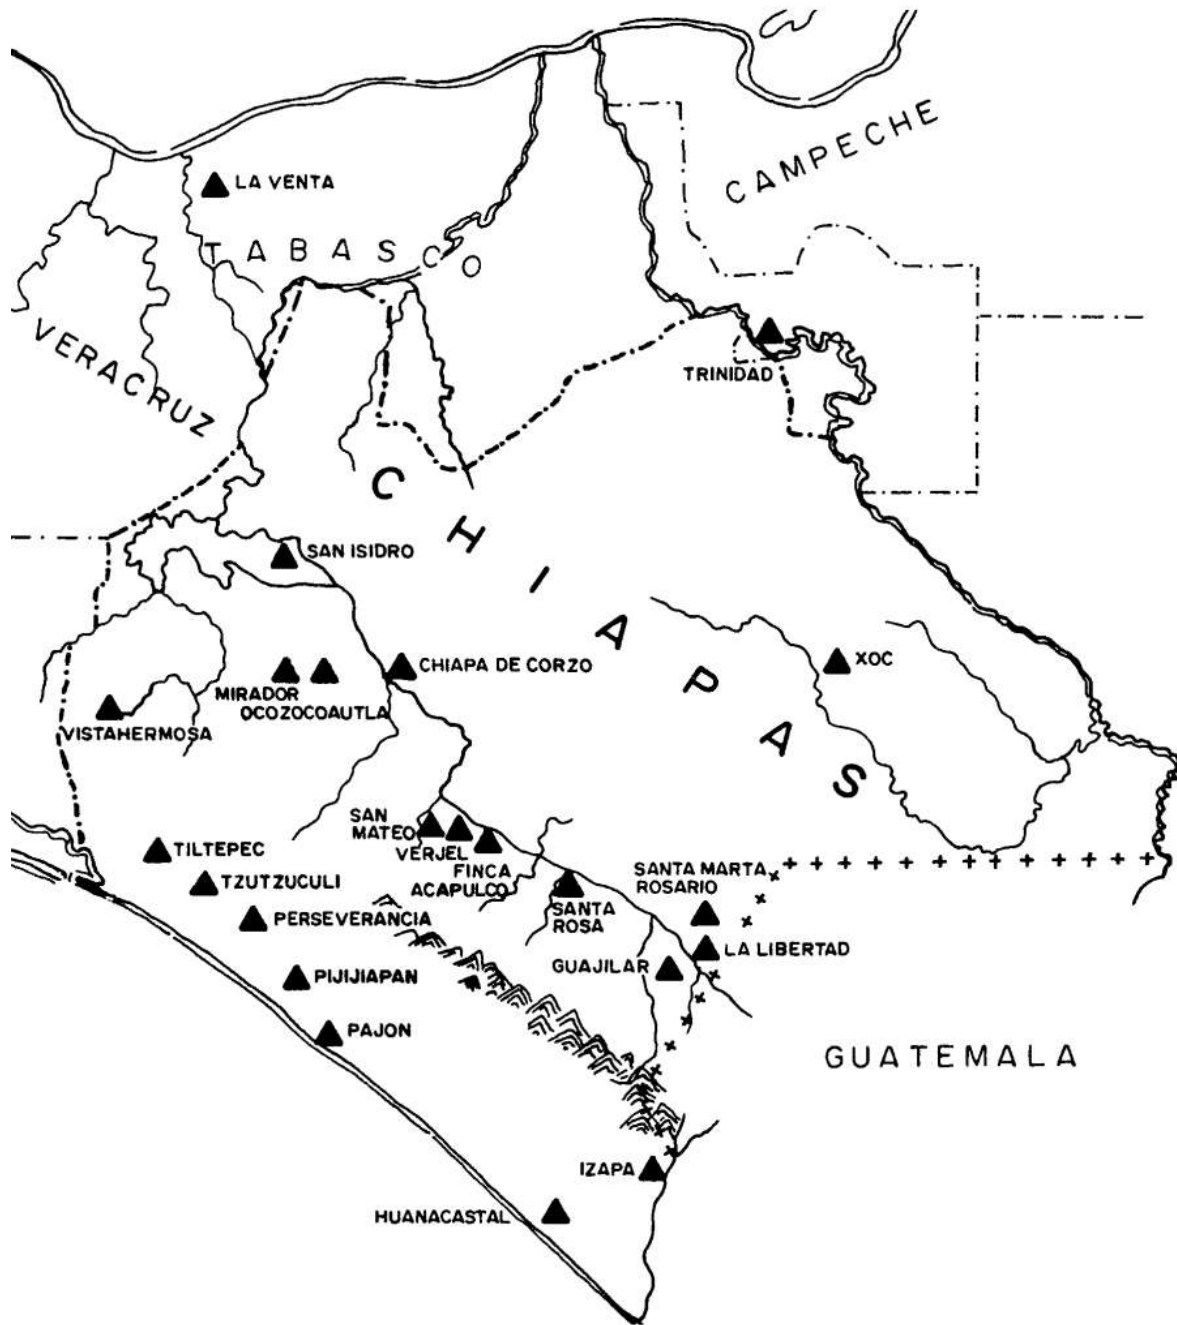 CAMPECHE
LA VENTA
TABASCO
VERACRUZ
TRINIDAD
CHIAPAS
SAN ISIDRO
CHIAPA DE CORZO
XOC
MIRADOR
OCOZOCOAUTLA
VISTAHERMOSA
SAN
MATEO
VERJEL
FINCA
ACAPULCO
TILTEPEC
TZUTZUCULI
SANTA MARTA
ROSARIO
SANTA
ROSA
PERSEVERANCIA
LA LIBERTAD
GUAJILAR
PIJIJIAPAN
PAJON
GUATEMALA
IZAPA
HUANACASTAL